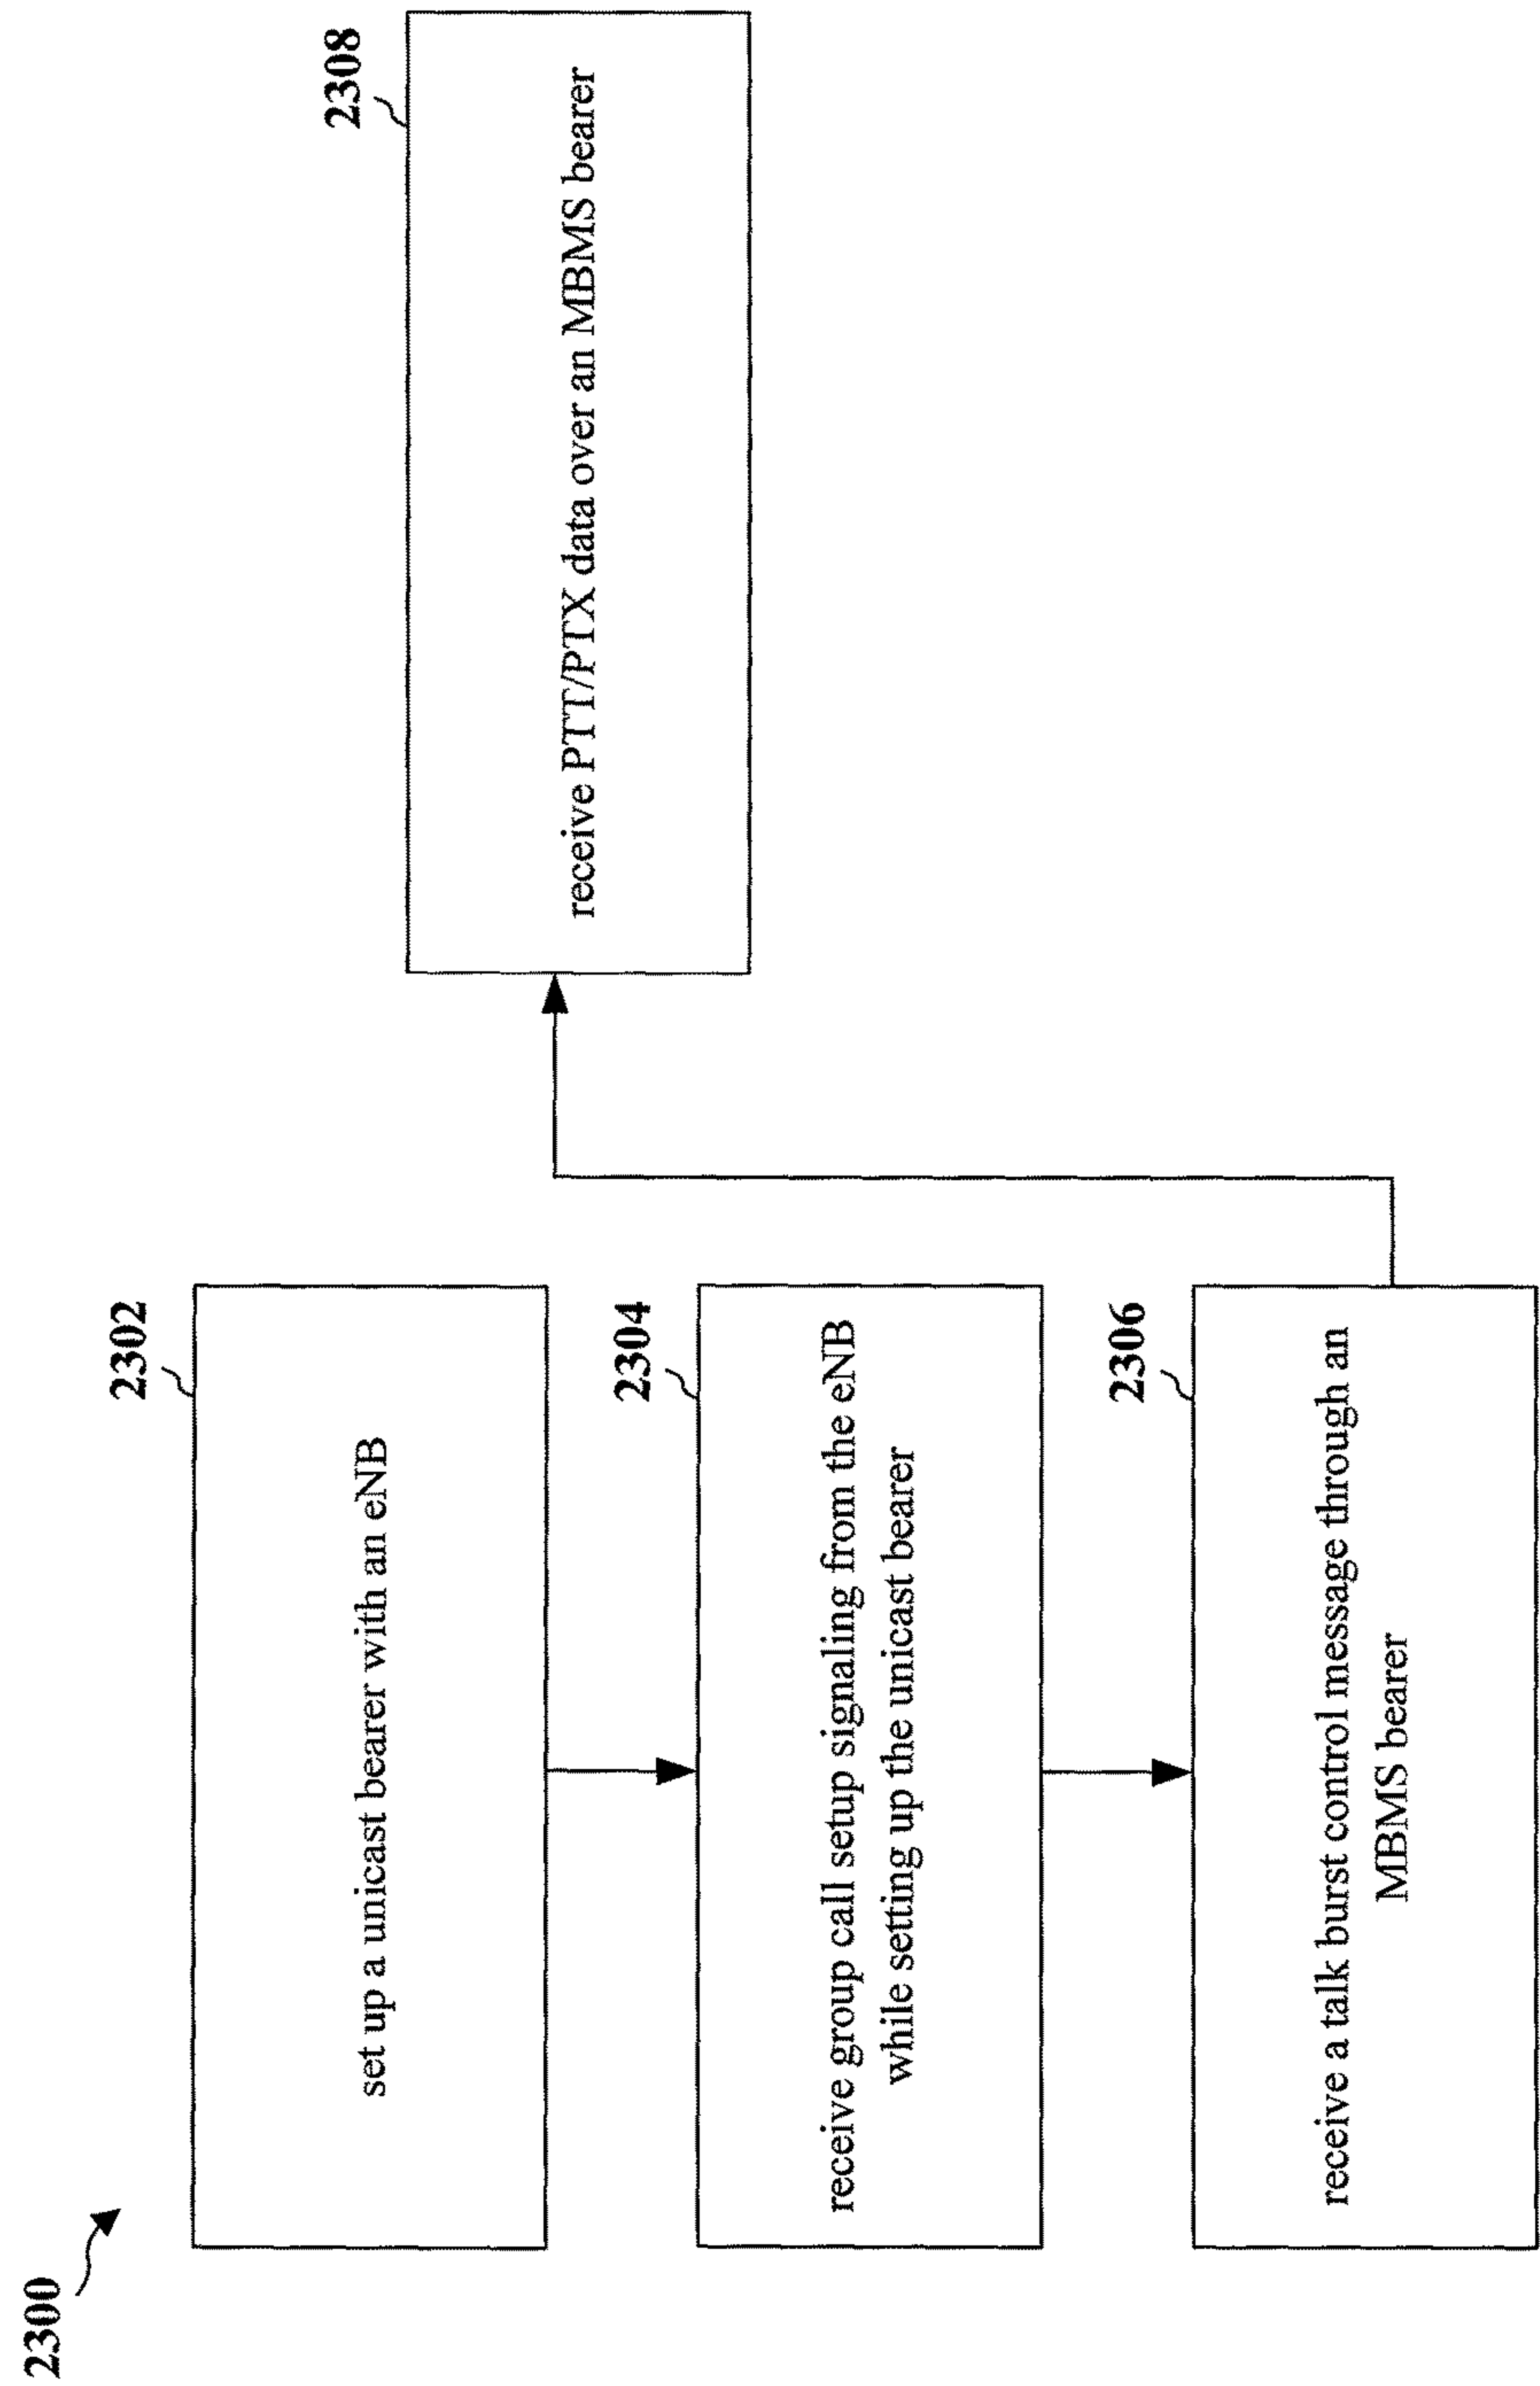 2300
2302
set up a unicast bearer with an eNB
2304
receive group call setup signaling from the eNB
while setting up the unicast bearer
2306
receive a talk burst control message through an
MBMS bearer
2308
receive PTT/PTX data over an MBMS bearer